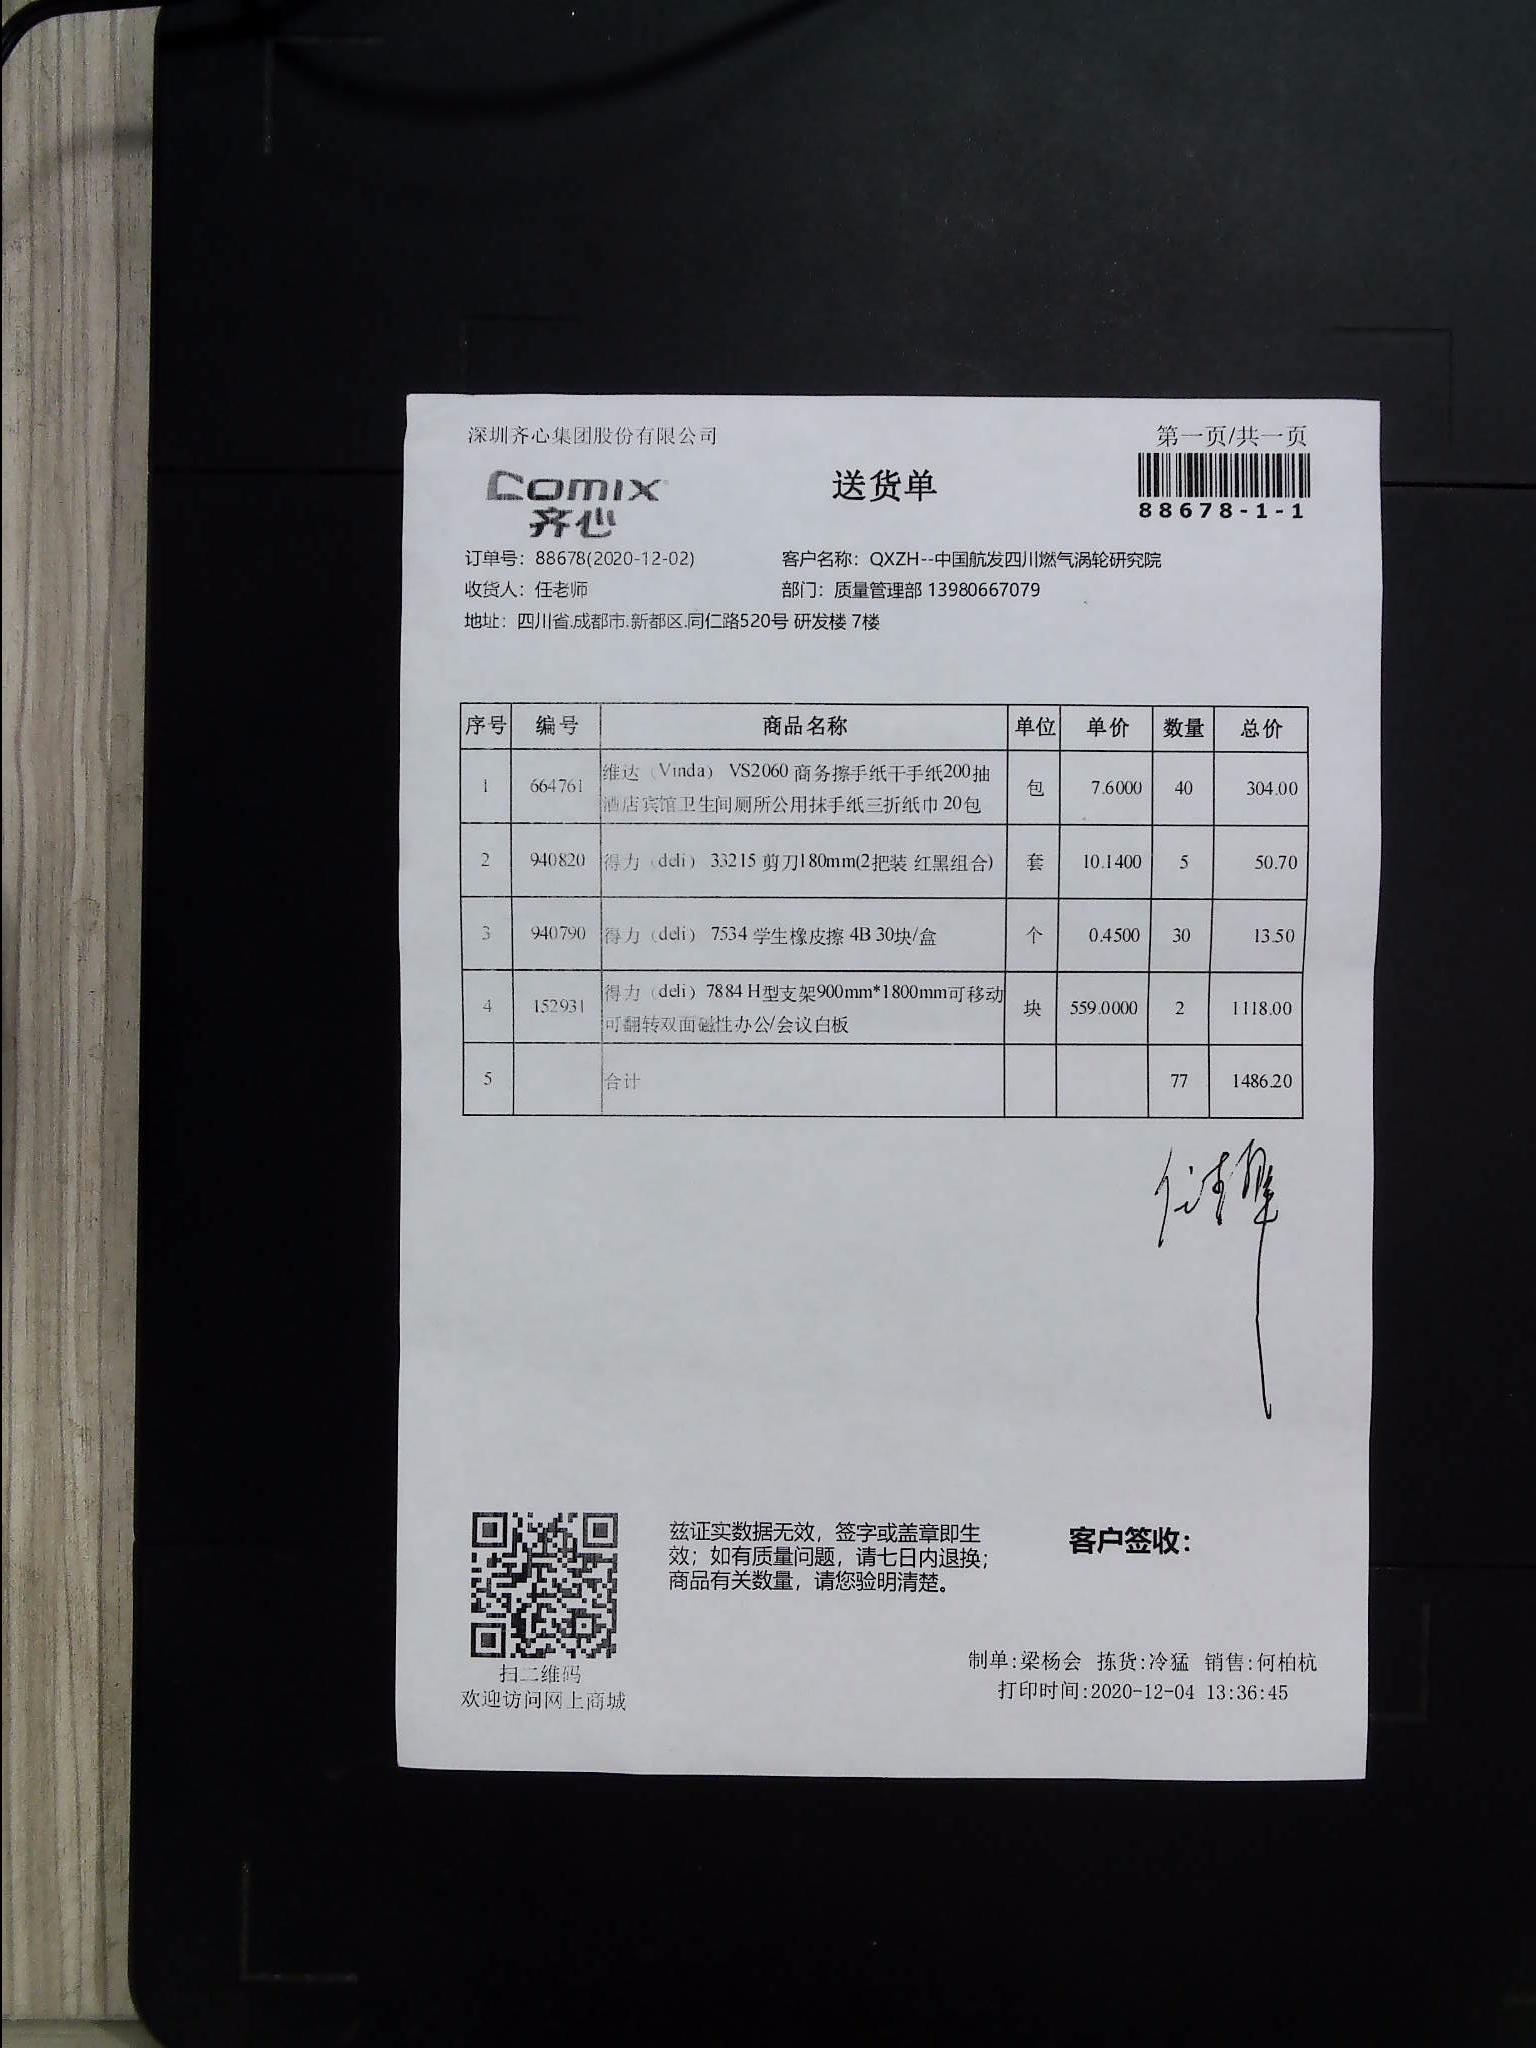 深圳齐心集团股份有限公司
第一页/共一页
comix
齐心
送货单
88678-1-1
订单号：88678(2020-12-02)
客户名称：QXZH--中国航发四川燃气涡轮研究院
收货人：任老师
部门：质量管理部 13980667079
地址：四川省.成都市.新都区.同仁路520号 研发楼 7楼
序号 编号 商品名称 单位 单价 数量 总价
1 664761 维达（Vinda） VS2060 商务擦手纸干手纸200抽 包 7.6000 40 304.00
酒店宾馆卫生间厕所公用抹手纸三折纸巾 20包
2 940820 得力（deli） 33215 剪刀180mm(2把装 红黑组合) 套 10.1400 5 50.70
3 940790 得力（deli） 7534 学生橡皮擦 4B 30块/盒 个 0.4500 30 13.50
4 152931 得力（deli）7884 H型支架900mm*1800mm可移动 块 559.0000 2 1118.00
可翻转双面磁性办公/会议白板
5 合计 77 1486.20
兹证实数据无效，签字或盖章即生
效；如有质量问题，请七日内退换；
商品有关数量，请您验明清楚。
客户签收：
扫二维码
欢迎访问网上商城
制单:梁杨会 拣货:冷猛 销售:何柏杭
打印时间:2020-12-04 13:36:45